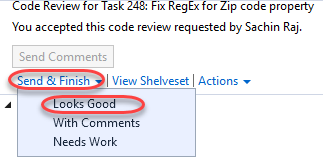 Code Review for Task 248: Fix RegEx for Zip code property
You accepted this code review requested by Sachin Raj.
Send Comments
Send & Finish | View Shelveset | Actions
Looks Good
With Comments
Needs Work